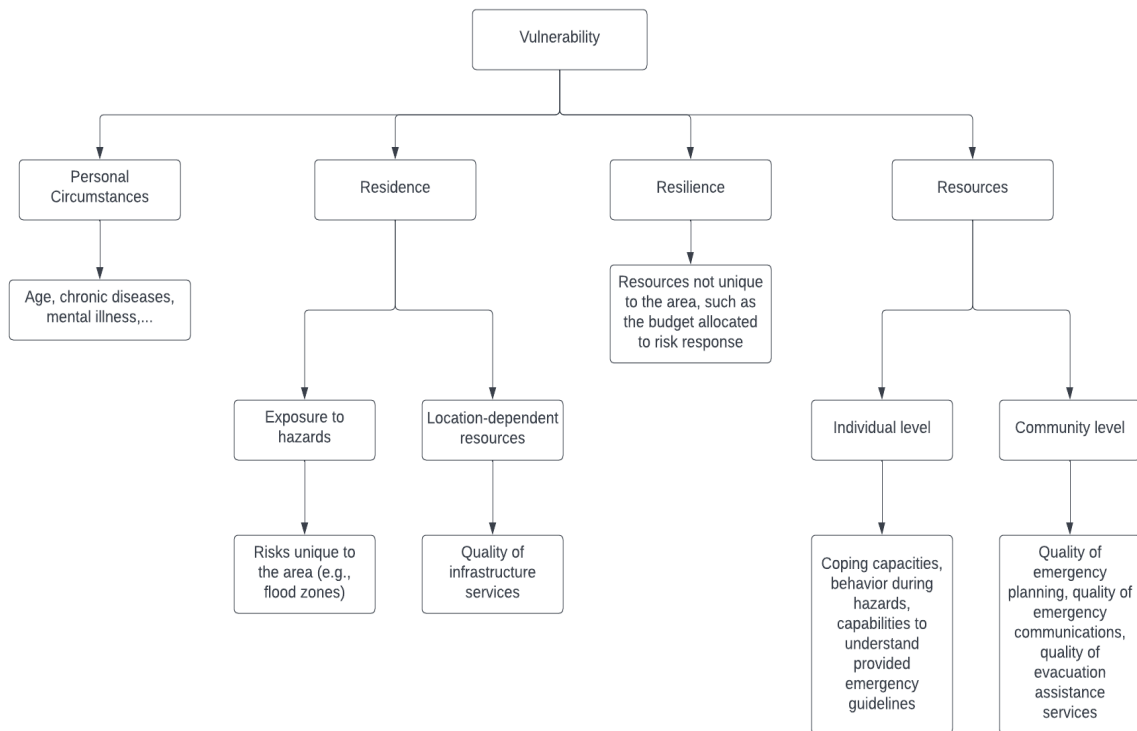 Vulnerability
Personal
Circumstances
Residence
Resilience
Resources
Age, chronic diseases,
mental illness,...
Resources not unique
to the area, such as
the budget allocated
to risk response
Exposure to
hazards
Location-dependent
resources
Individual level
Community level
Risks unique to
the area (e.g.,
flood zones)
Quality of
infrastructure
services
Coping capacities,
behavior during
hazards,
capabilities to
understand
provided
emergency
guidelines
Quality of
emergency
planning, quality of
emergency
communications,
quality of
evacuation
assistance
services